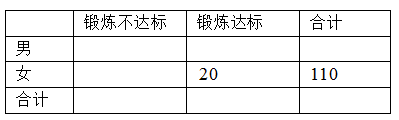 锻炼不达标 锻炼达标 合计
男
女 20 110
合计